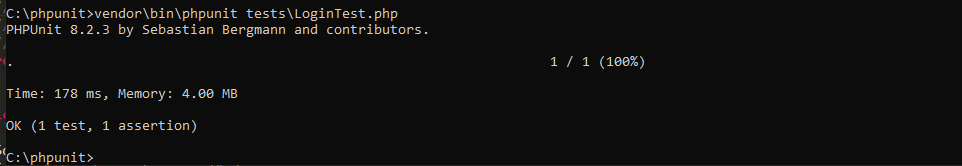 C:\phpunit>vendor\bin\phpunit tests\LoginTest.php
PHPUnit 8.2.3 by Sebastian Bergmann and contributors.
. 1 / 1 (100%)
Time: 178 ms, Memory: 4.00 MB
OK (1 test, 1 assertion)
C:\phpunit>